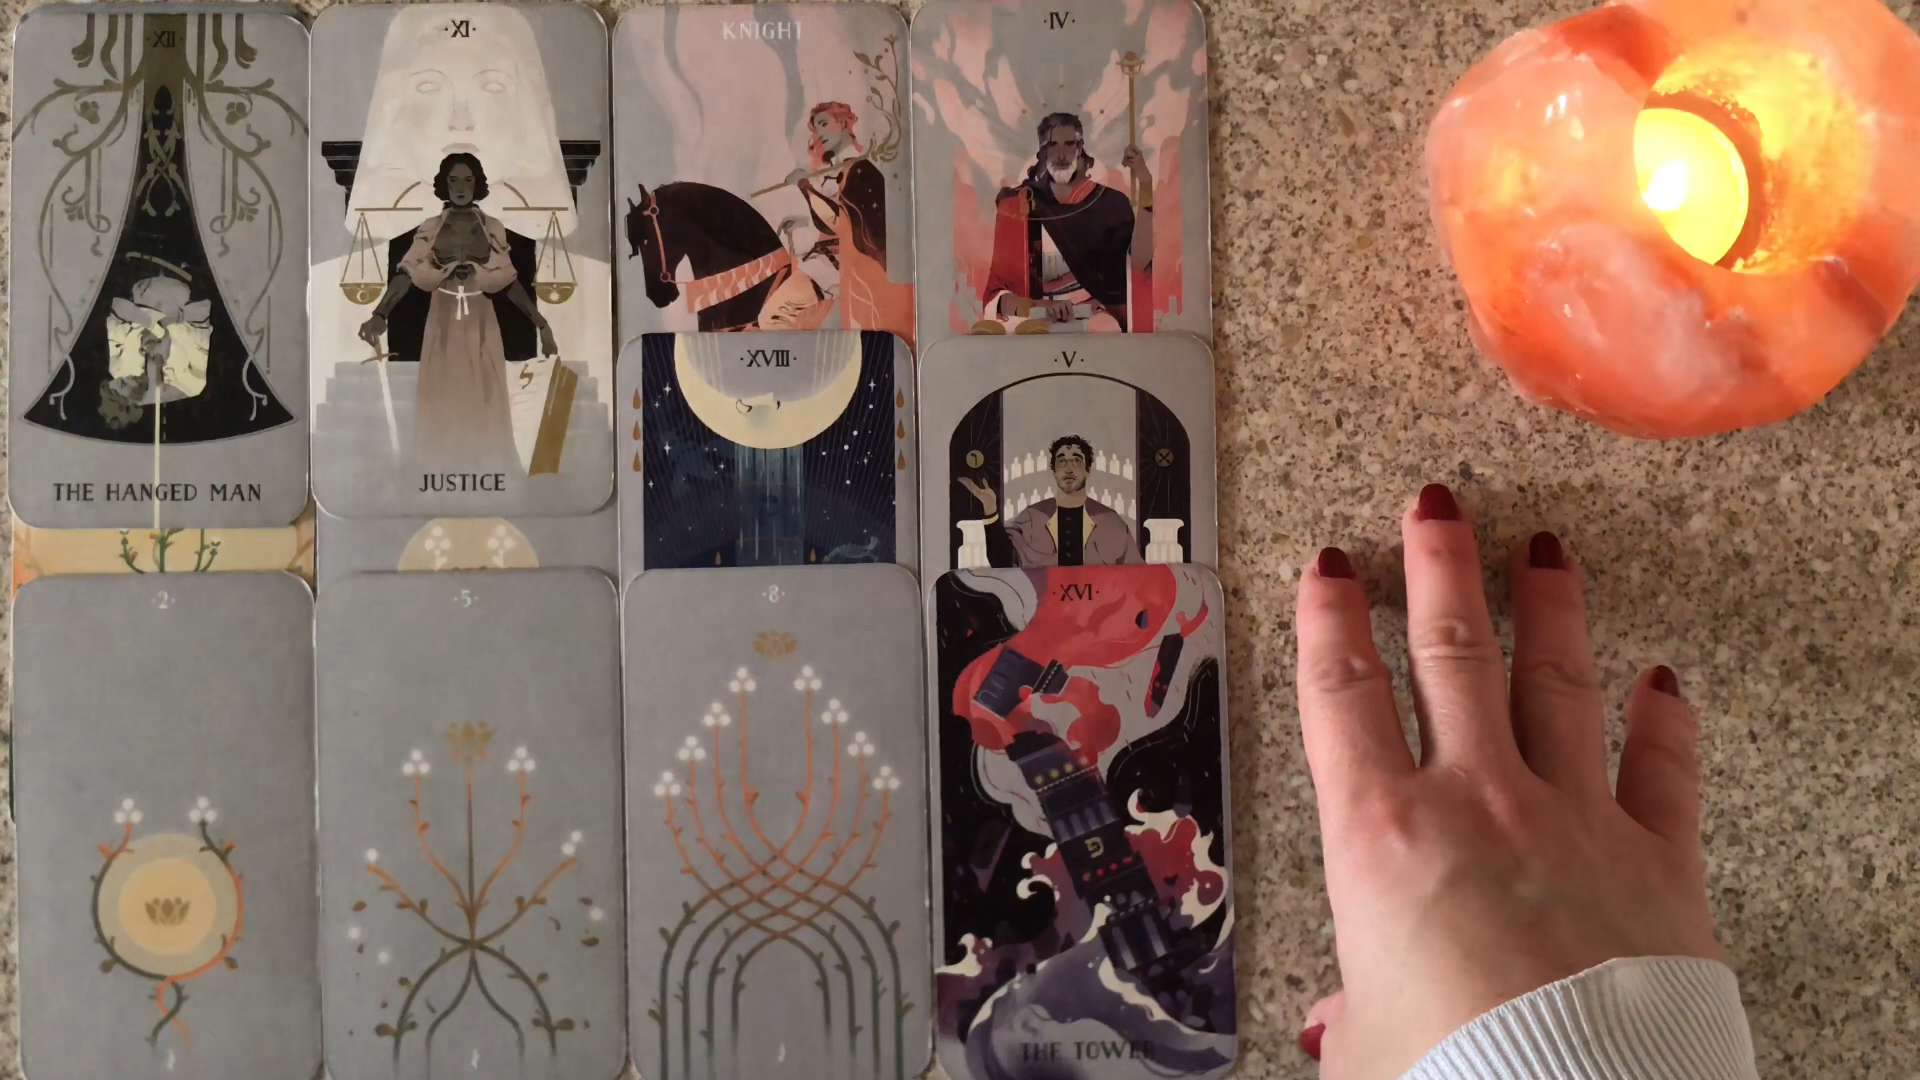 ·XII·
THE HANGED MAN
·XI·
JUSTICE
KNIGHT
·IV·
·XVIII·
·V·
·2·
·5·
·8·
·XVI·
THE TOWER